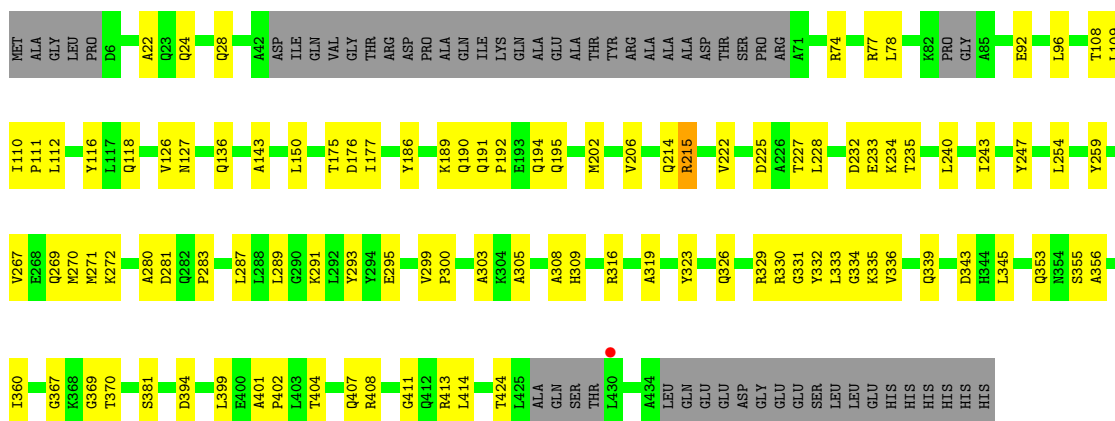 MET ALA GLY LEU PRO D6 A22 Q23 Q24 Q28 A42 ASP ILE GLN VAL GLY THR ARG ASP PRO ALA GLN ILE LYS GLN ALA GLU ALA THR TYR ARG ALA ALA ALA ASP THR SER PRO ARG A71 R74 R77 L78 K82 PRO GLY A85 E92 L96 T108 L109
I110 P111 L112 Y116 L117 Q118 V126 N127 Q136 A143 L150 T175 D176 I177 Y186 K189 Q190 Q191 P192 E193 Q194 Q195 M202 V206 Q214 R215 V222 D225 A226 T227 L228 D232 E233 K234 T235 L240 I243 Y247 L254 Y259
V267 E268 Q269 M270 M271 K272 A280 D281 Q282 P283 L287 L288 L289 G290 K291 L292 Y293 Y294 E295 V299 P300 A303 K304 A305 A308 H309 R316 A319 Y323 Q326 R329 R330 G331 Y332 L333 G334 K335 V336 Q339 D343 H344 L345 Q353 N354 S355 A356
I360 G367 K368 G369 T370 S381 D394 L399 E400 A401 P402 L403 T404 Q407 R408 G411 Q412 R413 L414 T424 L425 ALA GLN SER THR L430 A434 LEU GLN GLU GLU ASP GLY GLU GLU SER LEU LEU GLU HIS HIS HIS HIS HIS HIS